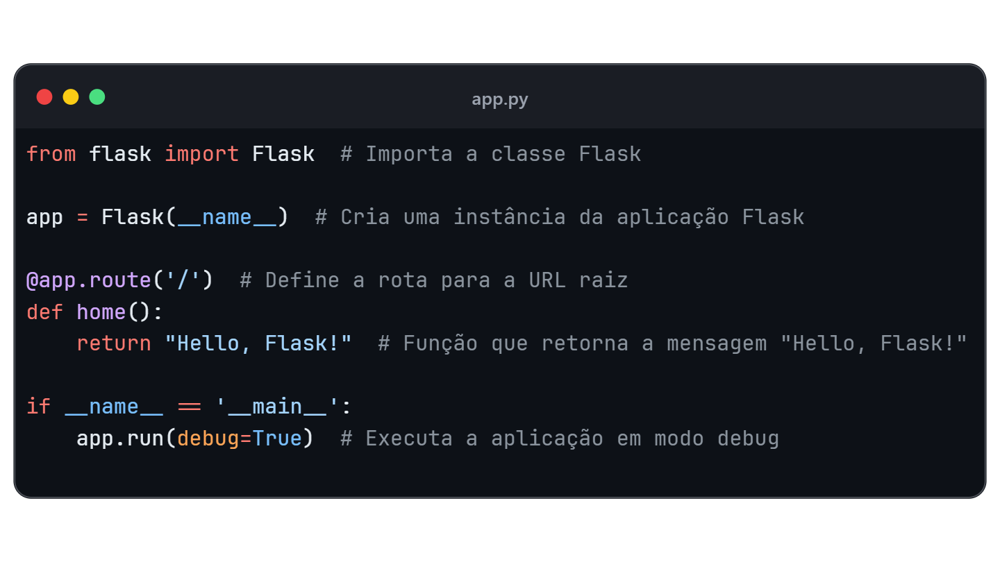 app.py
from flask import Flask  # Importa a classe Flask
app = Flask(__name__)  # Cria uma instância da aplicação Flask
@app.route('/')  # Define a rota para a URL raiz
def home():
    return "Hello, Flask!"  # Função que retorna a mensagem "Hello, Flask!"
if __name__ == '__main__':
    app.run(debug=True)  # Executa a aplicação em modo debug